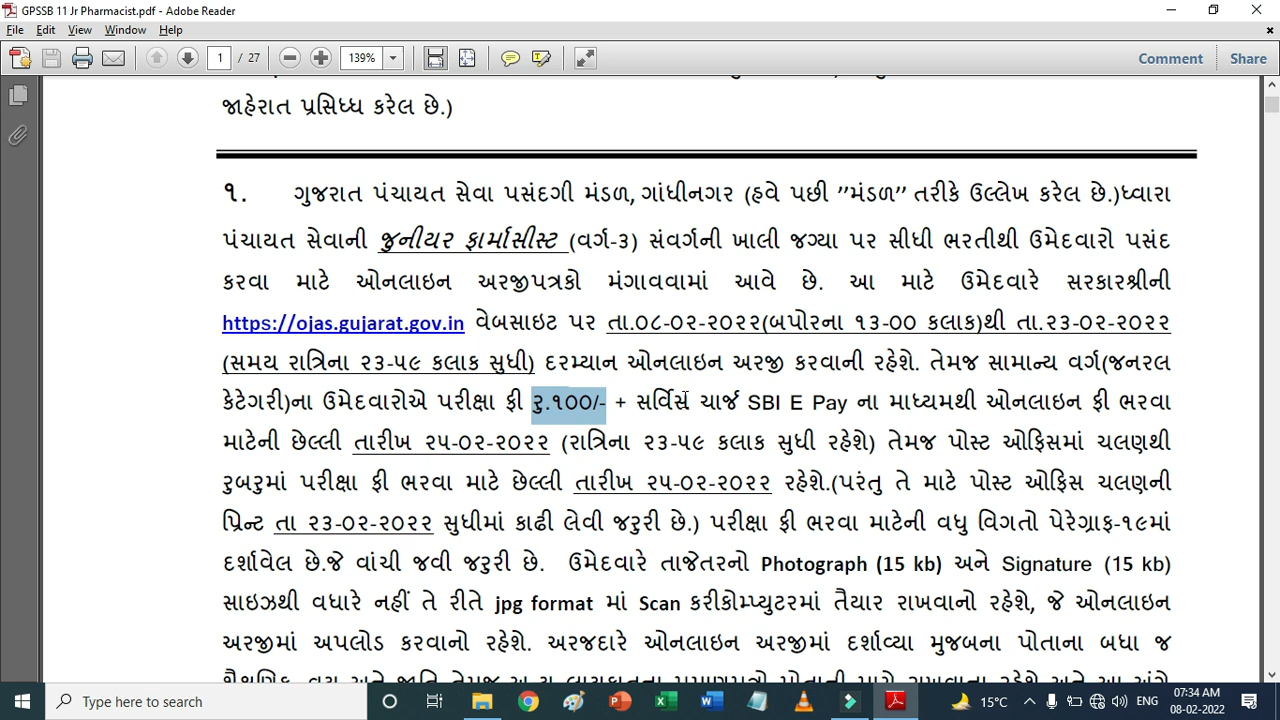 GPSSB 11 Jr Pharmacist.pdf - Adobe Reader
File Edit View Window Help
1 / 27 139% Comment Share
જાહેરાત પ્રસિધ્ધ કરેલ છે.)
૧. ગુજરાત પંચાયત સેવા પસંદગી મંડળ, ગાંધીનગર (હવે પછી ”મંડળ” તરીકે ઉલ્લેખ કરેલ છે.)ધ્વારા
પંચાયત સેવાની જુનીયર ફાર્માસીસ્ટ (વર્ગ-૩) સંવર્ગની ખાલી જગ્યા પર સીધી ભરતીથી ઉમેદવારો પસંદ
કરવા માટે ઓનલાઇન અરજીપત્રકો મંગાવવામાં આવે છે. આ માટે ઉમેદવારે સરકારશ્રીની
https://ojas.gujarat.gov.in વેબસાઇટ પર તા.૦૮-૦૨-૨૦૨૨(બપોરના ૧૩-૦૦ કલાક)થી તા.૨૩-૦૨-૨૦૨૨
(સમય રાત્રિના ૨૩-૫૯ કલાક સુધી) દરમ્યાન ઓનલાઇન અરજી કરવાની રહેશે. તેમજ સામાન્ય વર્ગ(જનરલ
કેટેગરી)ના ઉમેદવારોએ પરીક્ષા ફી રુ.૧૦૦/- + સર્વિસ ચાર્જ SBI E Pay ના માધ્યમથી ઓનલાઇન ફી ભરવા
માટેની છેલ્લી તારીખ ૨૫-૦૨-૨૦૨૨ (રાત્રિના ૨૩-૫૯ કલાક સુધી રહેશે) તેમજ પોસ્ટ ઓફિસમાં ચલણથી
રુબરુમાં પરીક્ષા ફી ભરવા માટે છેલ્લી તારીખ ૨૫-૦૨-૨૦૨૨ રહેશે.(પરંતુ તે માટે પોસ્ટ ઓફિસ ચલણની
પ્રિન્ટ તા ૨૩-૦૨-૨૦૨૨ સુધીમાં કાઢી લેવી જરૂરી છે.) પરીક્ષા ફી ભરવા માટેની વધુ વિગતો પેરેગ્રાફ-૧૯માં
દર્શાવેલ છે.જે વાંચી જવી જરૂરી છે. ઉમેદવારે તાજેતરનો Photograph (15 kb) અને Signature (15 kb)
સાઇઝથી વધારે નહીં તે રીતે jpg format માં Scan કરીકોમ્પ્યુટરમાં તૈયાર રાખવાનો રહેશે, જે ઓનલાઇન
અરજીમાં અપલોડ કરવાનો રહેશે. અરજદારે ઓનલાઇન અરજીમાં દર્શાવ્યા મુજબના પોતાના બધા જ
Type here to search 15°C ENG 07:34 AM
08-02-2022